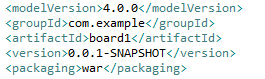 <modelVersion>4.0.0</modelVersion>
<groupId>com.example</groupId>
<artifactId>board1</artifactId>
<version>0.0.1-SNAPSHOT</version>
<packaging>war</packaging>